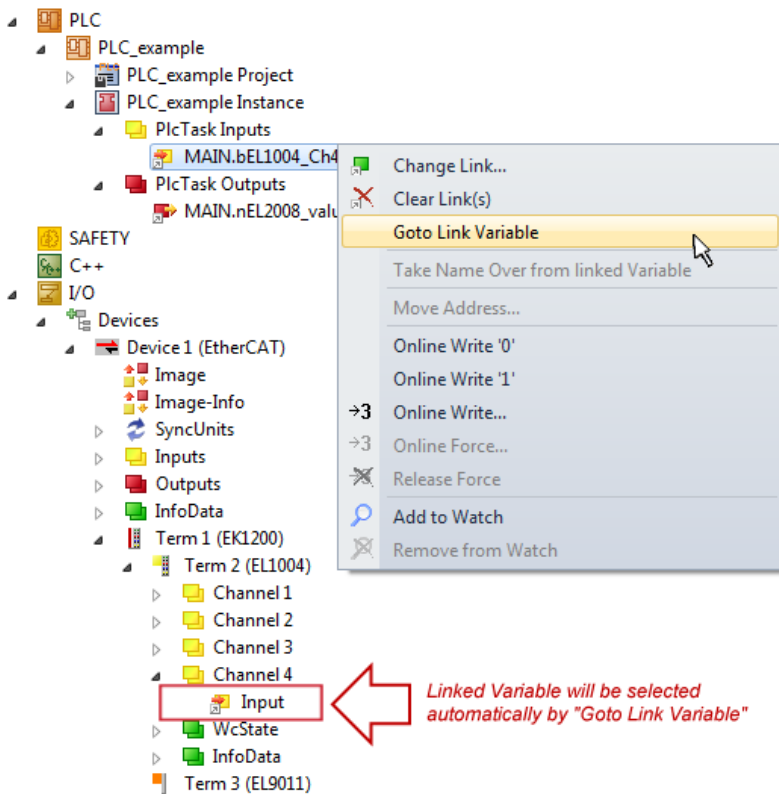 PLC
PLC_example
PLC_example Project
PLC_example Instance
PlcTask Inputs
MAIN.bEL1004_Ch4
PlcTask Outputs
MAIN.nEL2008_valu
SAFETY
C++
I/O
Devices
Device 1 (EtherCAT)
Image
Image-Info
SyncUnits
Inputs
Outputs
InfoData
Term 1 (EK1200)
Term 2 (EL1004)
Channel 1
Channel 2
Channel 3
Channel 4
Input
WcState
InfoData
Term 3 (EL9011)
Change Link...
Clear Link(s)
Goto Link Variable
Take Name Over from linked Variable
Move Address...
Online Write '0'
Online Write '1'
→3 Online Write...
→3 Online Force...
Release Force
Add to Watch
Remove from Watch
Linked Variable will be selected
automatically by "Goto Link Variable"